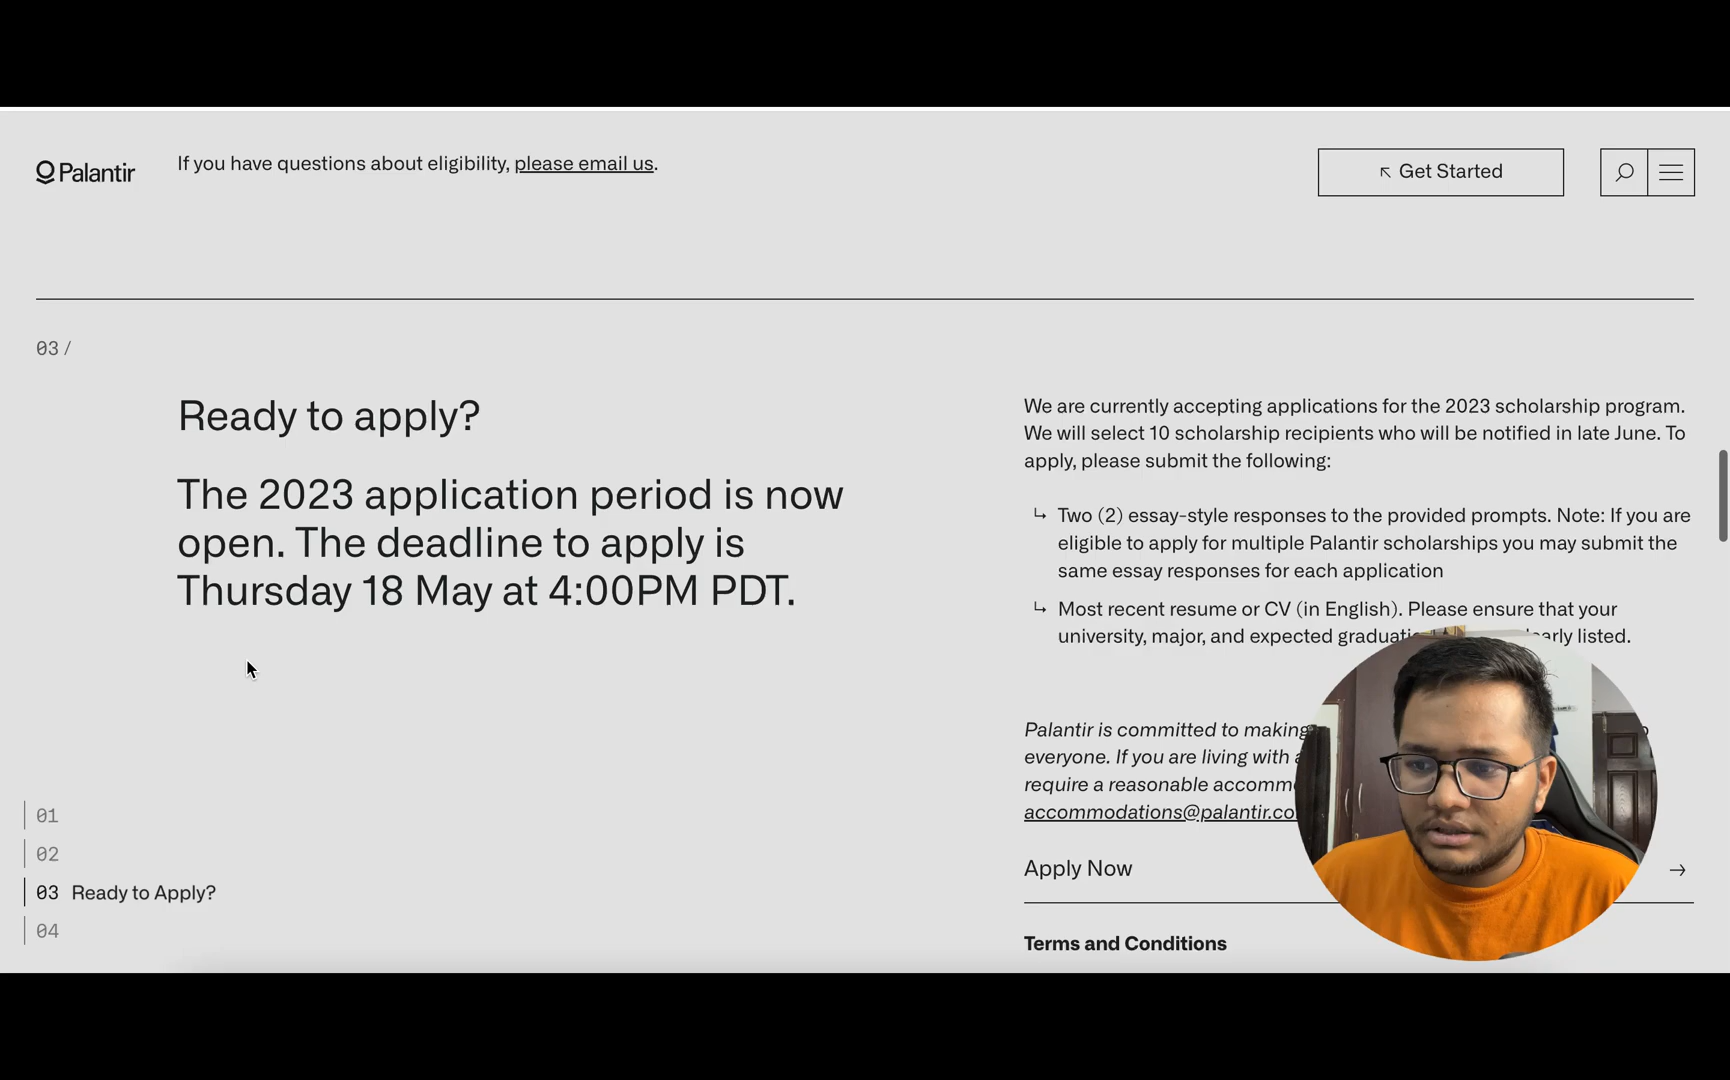 Palantir
If you have questions about eligibility, please email us.
↖ Get Started
03 /
Ready to apply?
The 2023 application period is now
open. The deadline to apply is
Thursday 18 May at 4:00PM PDT.
We are currently accepting applications for the 2023 scholarship program.
We will select 10 scholarship recipients who will be notified in late June. To
apply, please submit the following:
↳ Two (2) essay-style responses to the provided prompts. Note: If you are
eligible to apply for multiple Palantir scholarships you may submit the
same essay responses for each application
↳ Most recent resume or CV (in English). Please ensure that your
university, major, and expected listed.
Palantir is committed to making
everyone. If you are living with
require a reasonable
accommodations@palantir.co
Apply Now →
Terms and Conditions
01
02
03 Ready to Apply?
04